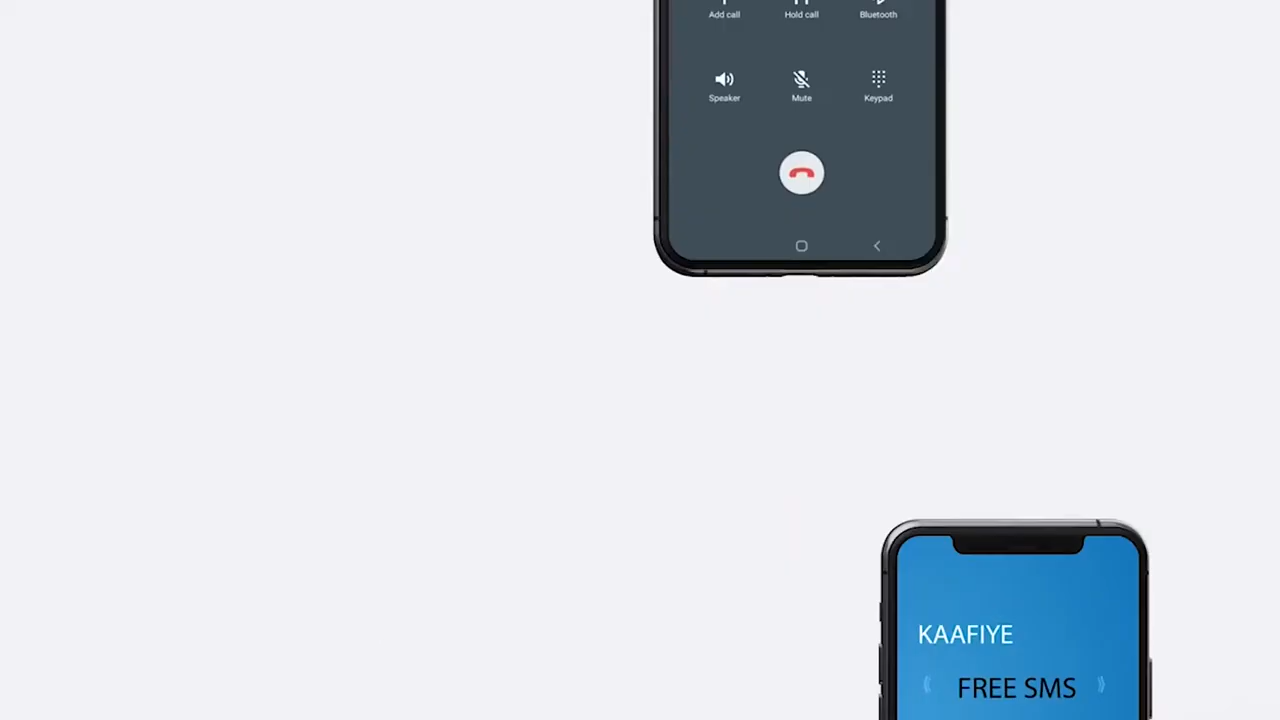 Add call Hold call Bluetooth
Speaker Mute Keypad
KAAFIYE
FREE SMS